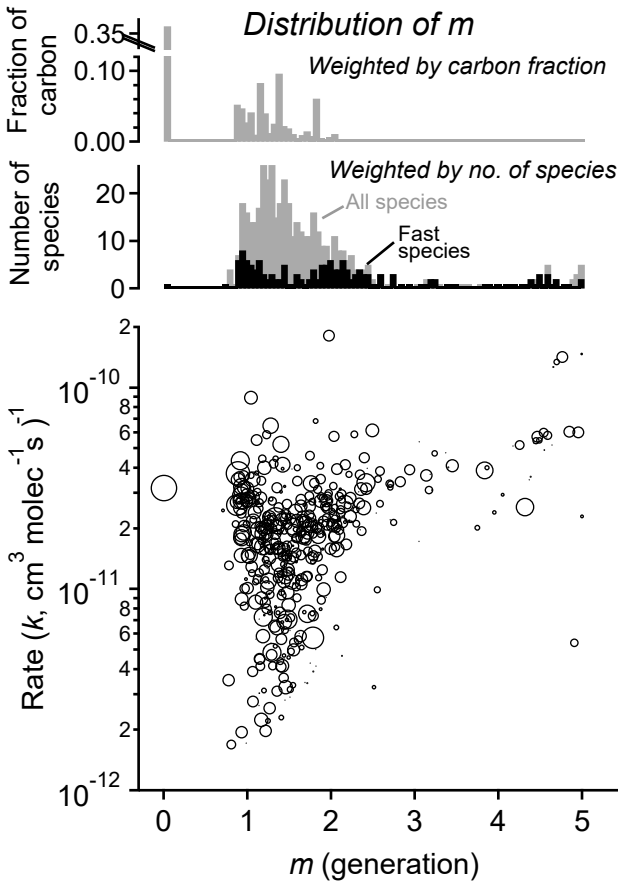 Distribution of m
Fraction of
carbon
0.35
0.10
0.00
Weighted by carbon fraction
Number of
species
20
10
0
Weighted by no. of species
All species
Fast
species
Rate (k, cm³ molec⁻¹s⁻¹)⁻¹
2
10⁻¹⁰
8
6
4
2
10⁻¹¹
8
6
4
2
10⁻¹²
0 1 2 3 4 5
m (generation)